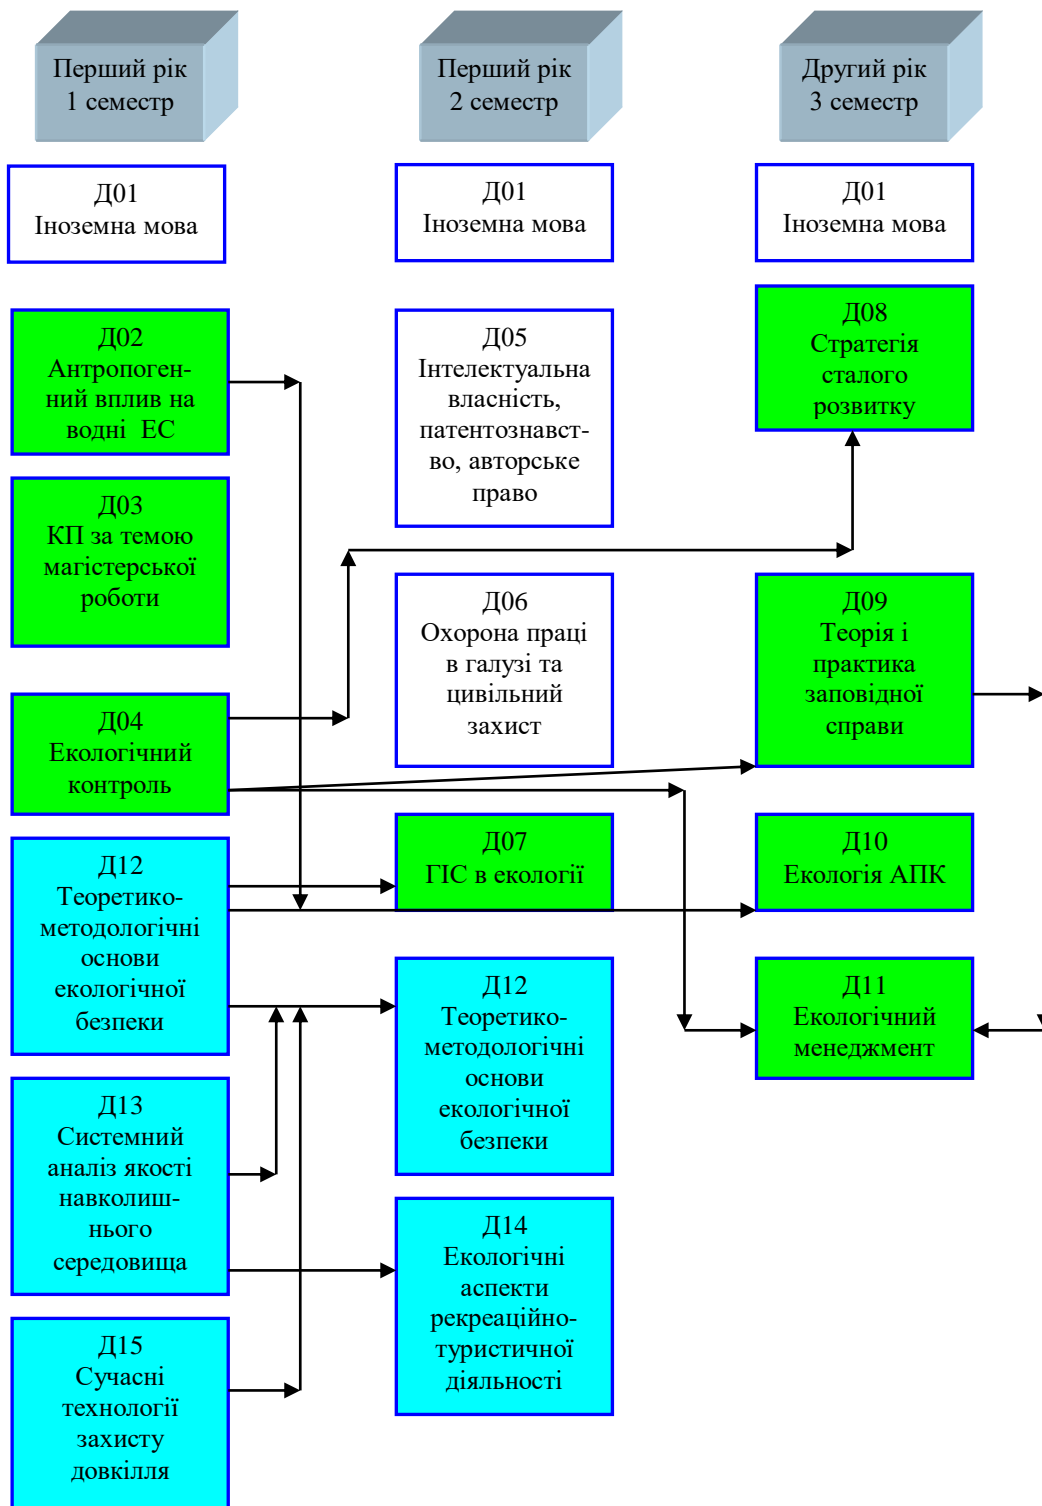 Перший рік
1 семестр
Перший рік
2 семестр
Другий рік
3 семестр
Д01
Іноземна мова
Д02
Антропоген-
ний вплив на
водні  ЕС
Д03
КП за темою
магістерської
роботи
Д04
Екологічний
контроль
Д12
Теоретико-
методологічні
основи
екологічної
безпеки
Д13
Системний
аналіз якості
навколиш-
нього
середовища
Д15
Сучасні
технології
захисту
довкілля
Д01
Іноземна мова
Д05
Інтелектуальна
власність,
патентознавст-
во, авторське
право
Д06
Охорона праці
в галузі та
цивільний
захист
Д07
ГІС в екології
Д12
Теоретико-
методологічні
основи
екологічної
безпеки
Д14
Екологічні
аспекти
рекреаційно-
туристичної
діяльності
Д01
Іноземна мова
Д08
Стратегія
сталого
розвитку
Д09
Теорія і
практика
заповідної
справи
Д10
Екологія АПК
Д11
Екологічний
менеджмент